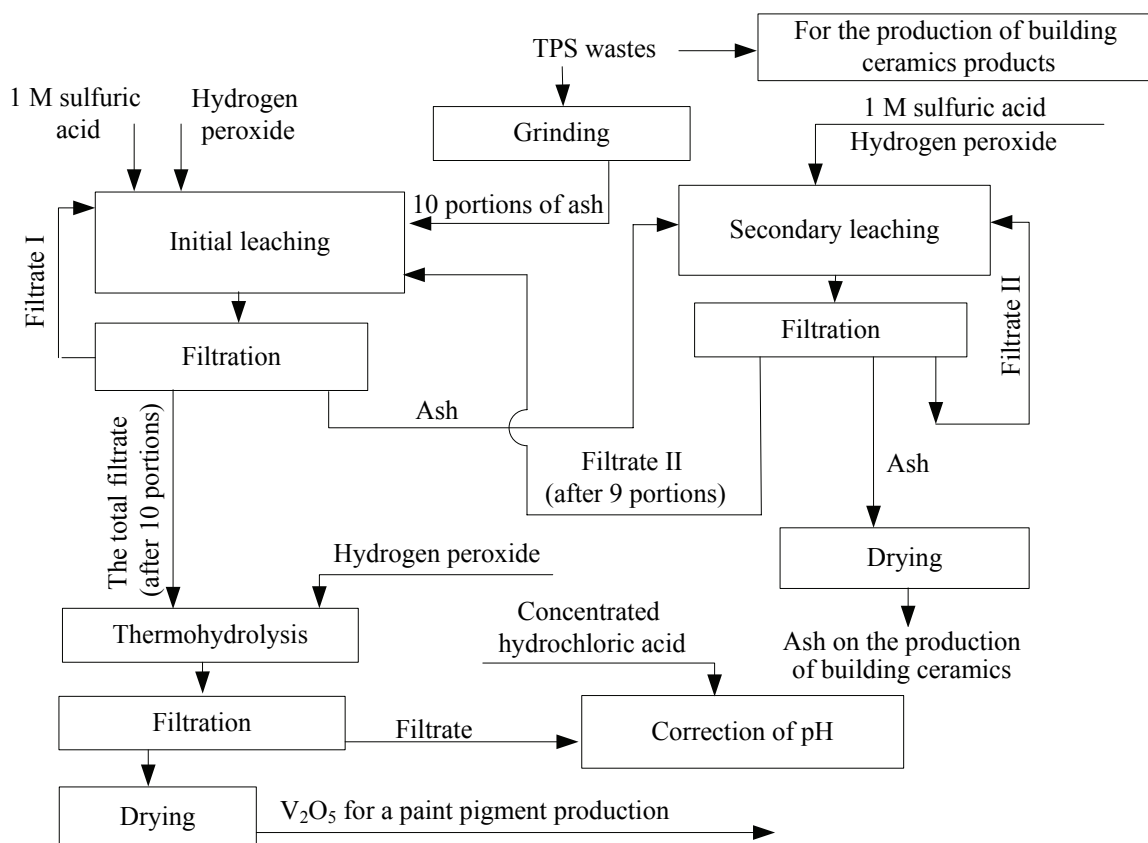 TPS wastes
For the production of building
ceramics products
1 M sulfuric
acid
Hydrogen
peroxide
Grinding
1 M sulfuric acid
Hydrogen peroxide
10 portions of ash
Initial leaching
Secondary leaching
Filtrate I
Filtrate II
Filtration
Filtration
Ash
The total filtrate
(after 10 portions)
Filtrate II
(after 9 portions)
Ash
Drying
Hydrogen peroxide
Thermohydrolysis
Concentrated
hydrochloric acid
Ash on the production
of building ceramics
Filtration
Filtrate
Correction of pH
Drying
V₂O₅ for a paint pigment production